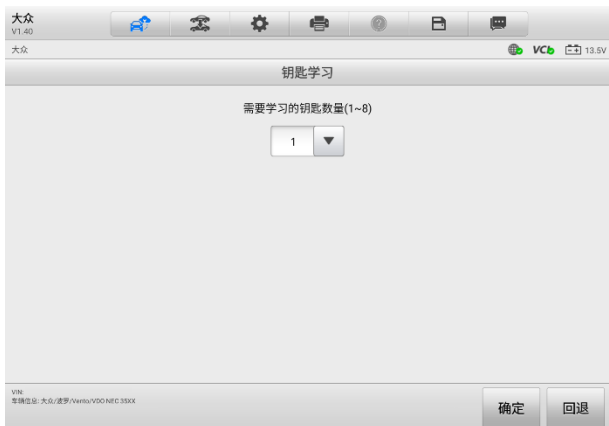 大众
V1.40
大众
VCI 13.5V
钥匙学习
需要学习的钥匙数量(1~8)
1
VIN:
车辆信息: 大众/波罗/Vento/VDO NEC 35XX
确定 回退